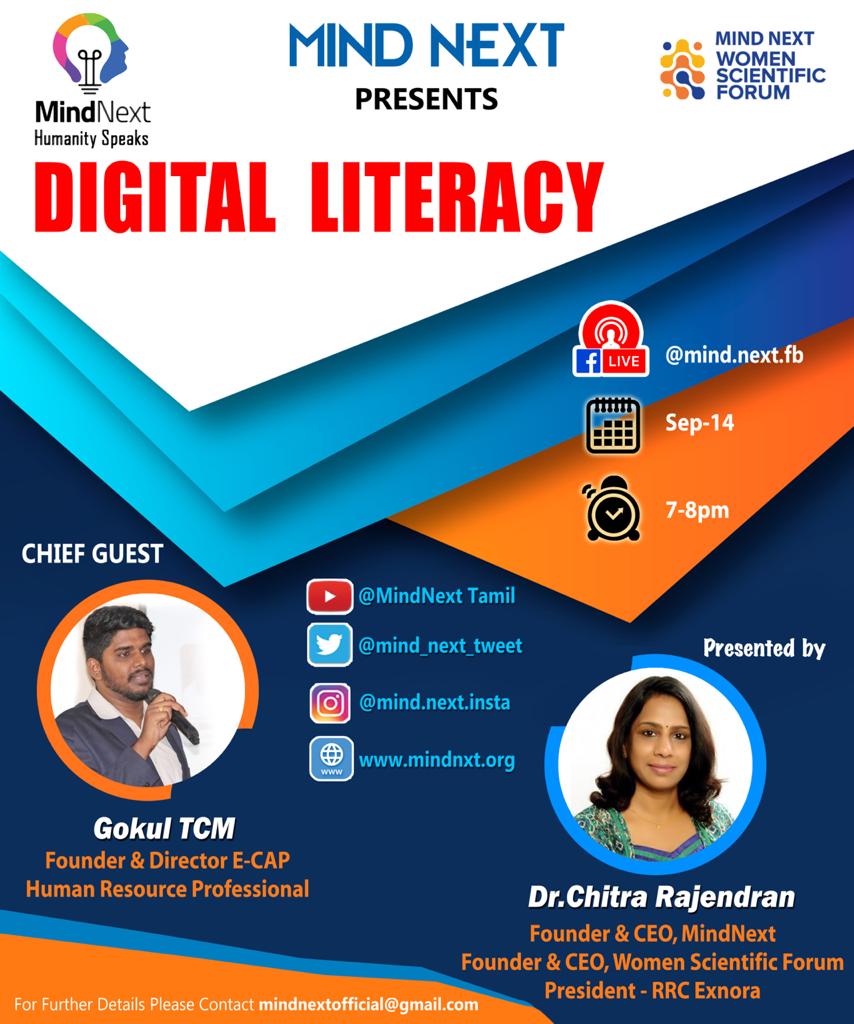 MindNext
Humanity Speaks
MIND NEXT
PRESENTS
MIND NEXT
WOMEN
SCIENTIFIC
FORUM
DIGITAL LITERACY
f LIVE
@mind.next.fb
Sep-14
7-8pm
CHIEF GUEST
@MindNext Tamil
@mind_next_tweet
@mind.next.insta
www
www.mindnxt.org
Presented by
Gokul TCM
Founder & Director E-CAP
Human Resource Professional
Dr.Chitra Rajendran
Founder & CEO, MindNext
Founder & CEO, Women Scientific Forum
President - RRC Exnora
For Further Details Please Contact mindnextofficial@gmail.com